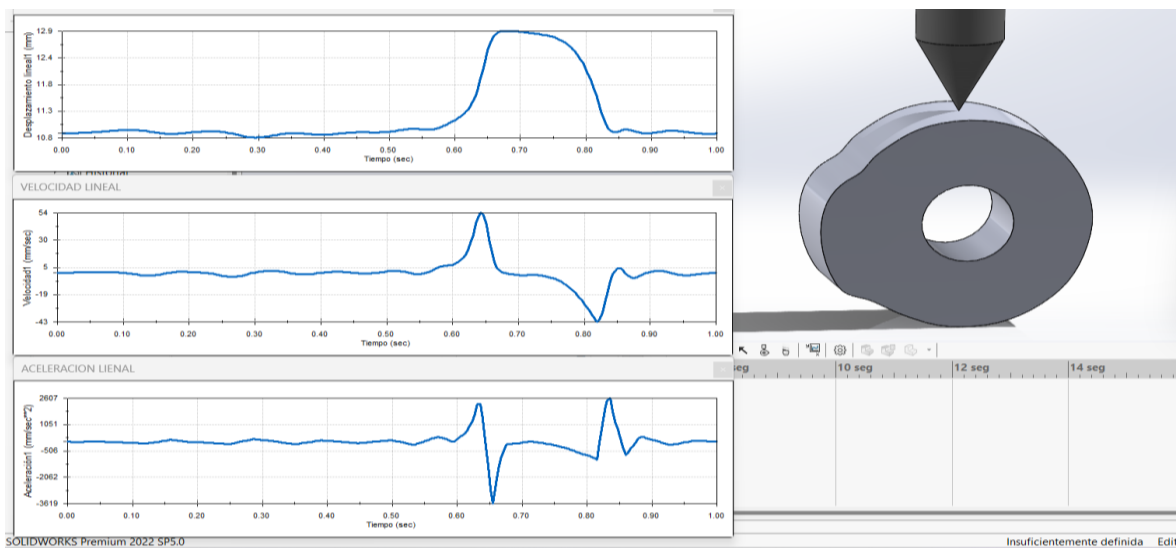 12.9
12.4
11.8
11.3
10.8
Desplazamiento lineal1 (mm)
0.00 0.10 0.20 0.30 0.40 0.50 0.60 0.70 0.80 0.90 1.00
Tiempo (sec)
VELOCIDAD LINEAL
54
30
5
-19
-43
Velocidad1 (mm/sec)
0.00 0.10 0.20 0.30 0.40 0.50 0.60 0.70 0.80 0.90 1.00
Tiempo (sec)
ACELERACION LIENAL
2607
1051
-506
-2062
-3619
Aceleración1 (mm/sec**2)
0.00 0.10 0.20 0.30 0.40 0.50 0.60 0.70 0.80 0.90 1.00
Tiempo (sec)
seg 10 seg 12 seg 14 seg
SOLIDWORKS Premium 2022 SP5.0
Insuficientemente definida Edit